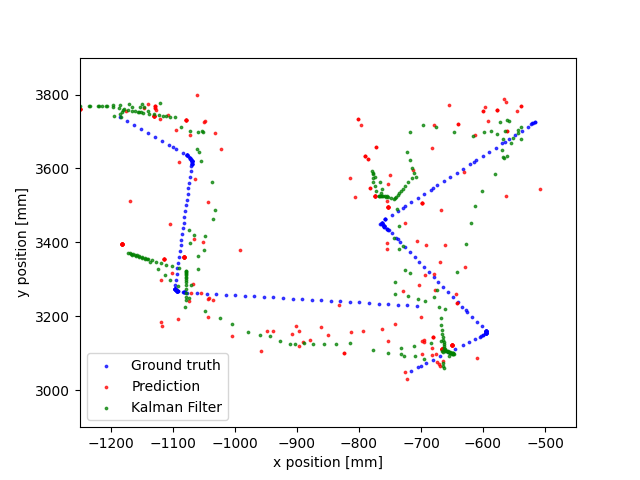 3800
3600
3400
3200
3000
y position [mm]
Ground truth
Prediction
Kalman Filter
−1200 −1100 −1000 −900 −800 −700 −600 −500
x position [mm]